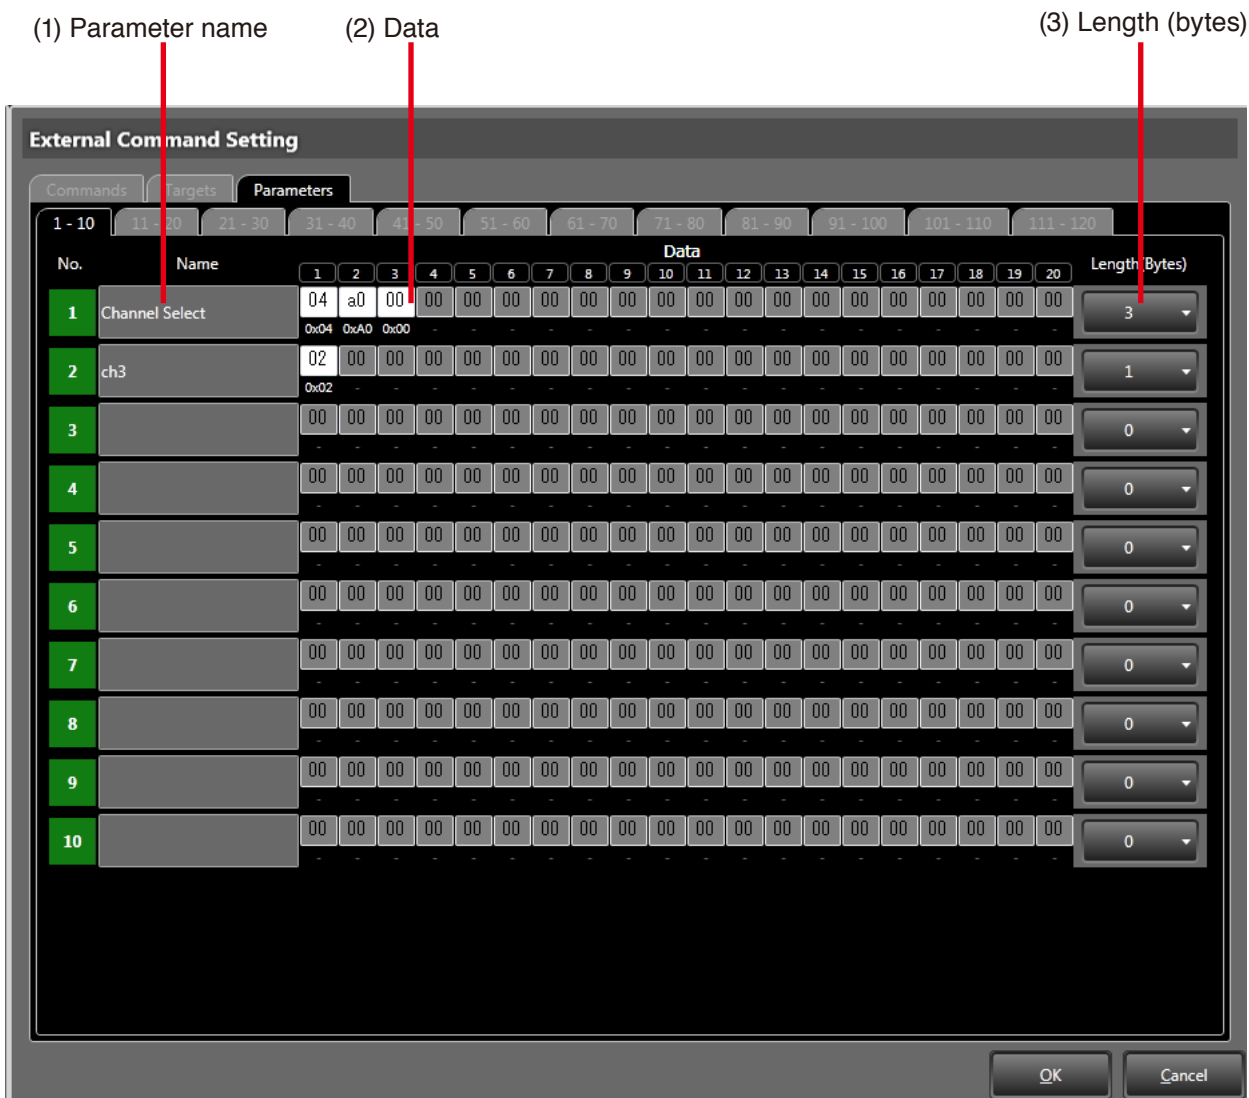 (1) Parameter name (2) Data (3) Length (bytes)
External Command Setting
Commands Targets Parameters
1 - 10 11 - 20 21 - 30 31 - 40 41 - 50 51 - 60 61 - 70 71 - 80 81 - 90 91 - 100 101 - 110 111 - 120
Data
No. Name Length(Bytes)
1 2 3 4 5 6 7 8 9 10 11 12 13 14 15 16 17 18 19 20
1 Channel Select 04 a0 00 00 00 00 00 00 00 00 00 00 00 00 00 00 00 00 00 00 3
0x04 0xA0 0x00 - - - - - - - - - - - - - - - - -
2 ch3 02 00 00 00 00 00 00 00 00 00 00 00 00 00 00 00 00 00 00 00 1
0x02 - - - - - - - - - - - - - - - - - - -
3 00 00 00 00 00 00 00 00 00 00 00 00 00 00 00 00 00 00 00 00 0
- - - - - - - - - - - - - - - - - - - -
4 00 00 00 00 00 00 00 00 00 00 00 00 00 00 00 00 00 00 00 00 0
- - - - - - - - - - - - - - - - - - - -
5 00 00 00 00 00 00 00 00 00 00 00 00 00 00 00 00 00 00 00 00 0
- - - - - - - - - - - - - - - - - - - -
6 00 00 00 00 00 00 00 00 00 00 00 00 00 00 00 00 00 00 00 00 0
- - - - - - - - - - - - - - - - - - - -
7 00 00 00 00 00 00 00 00 00 00 00 00 00 00 00 00 00 00 00 00 0
- - - - - - - - - - - - - - - - - - - -
8 00 00 00 00 00 00 00 00 00 00 00 00 00 00 00 00 00 00 00 00 0
- - - - - - - - - - - - - - - - - - - -
9 00 00 00 00 00 00 00 00 00 00 00 00 00 00 00 00 00 00 00 00 0
- - - - - - - - - - - - - - - - - - - -
10 00 00 00 00 00 00 00 00 00 00 00 00 00 00 00 00 00 00 00 00 0
- - - - - - - - - - - - - - - - - - - -
OK Cancel